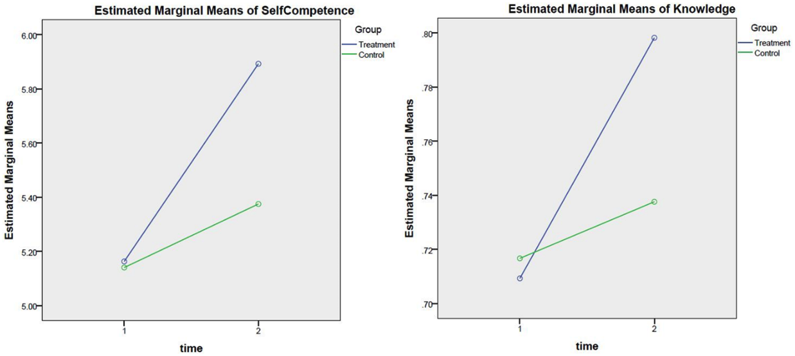 Estimated Marginal Means of SelfCompetence
Group
Treatment
Control
Estimated Marginal Means
6.00
5.80
5.60
5.40
5.20
5.00
1
2
time
Estimated Marginal Means of Knowledge
Group
Treatment
Control
Estimated Marginal Means
.80
.78
.76
.74
.72
.70
1
2
time